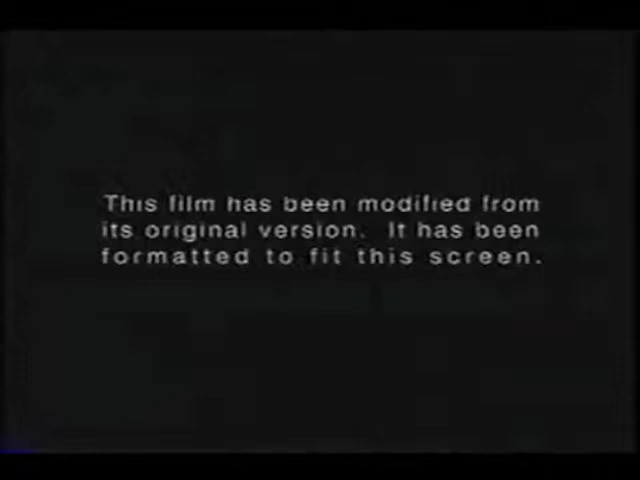 This film has been modified from
its original version.  It has been
formatted to fit this screen.